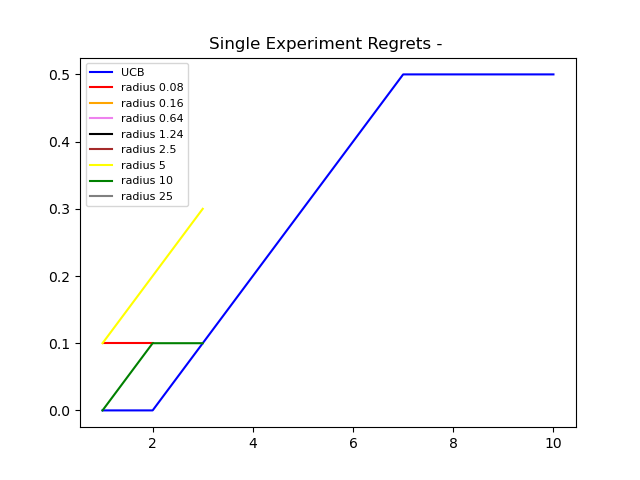 Single Experiment Regrets -
UCB
radius 0.08
radius 0.16
radius 0.64
radius 1.24
radius 2.5
radius 5
radius 10
radius 25
0.5
0.4
0.3
0.2
0.1
0.0
2 4 6 8 10